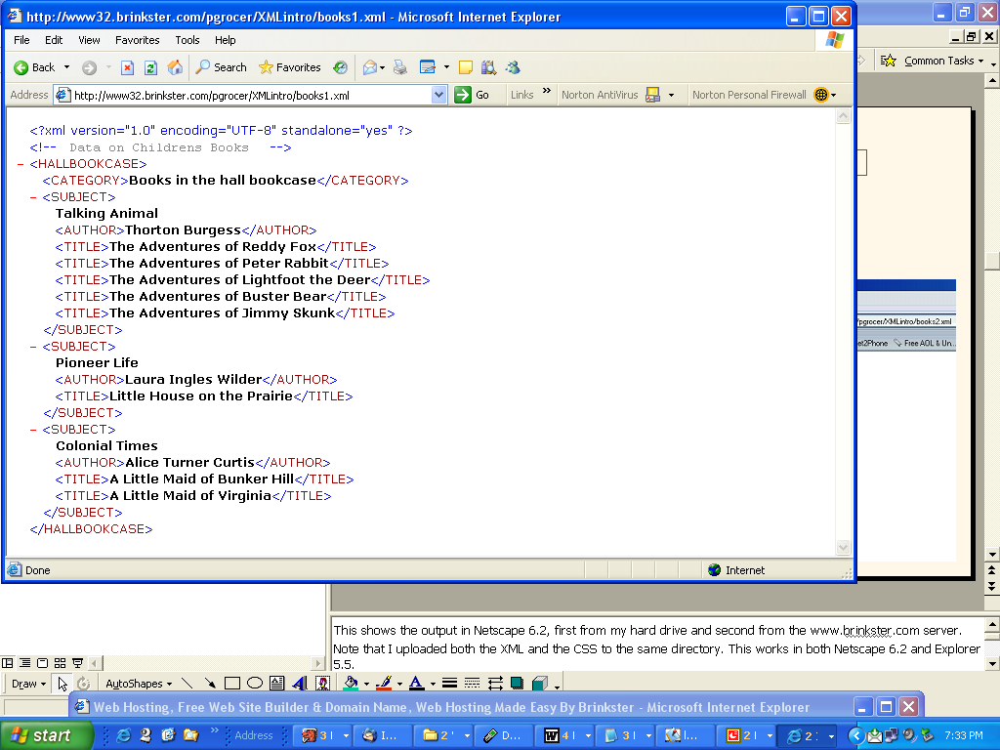 http://www32.brinkster.com/pgrocer/XMLintro/books1.xml - Microsoft Internet Explorer
File Edit View Favorites Tools Help
Back Search Favorites
Common Tasks
Address http://www32.brinkster.com/pgrocer/XMLintro/books1.xml Go Links » Norton AntiVirus Norton Personal Firewall
<?xml version="1.0" encoding="UTF-8" standalone="yes" ?>
<!-- Data on Childrens Books -->
- <HALLBOOKCASE>
<CATEGORY>Books in the hall bookcase</CATEGORY>
- <SUBJECT>
Talking Animal
<AUTHOR>Thorton Burgess</AUTHOR>
<TITLE>The Adventures of Reddy Fox</TITLE>
<TITLE>The Adventures of Peter Rabbit</TITLE>
<TITLE>The Adventures of Lightfoot the Deer</TITLE>
<TITLE>The Adventures of Buster Bear</TITLE>
<TITLE>The Adventures of Jimmy Skunk</TITLE>
</SUBJECT>
- <SUBJECT>
Pioneer Life
<AUTHOR>Laura Ingles Wilder</AUTHOR>
<TITLE>Little House on the Prairie</TITLE>
</SUBJECT>
- <SUBJECT>
Colonial Times
<AUTHOR>Alice Turner Curtis</AUTHOR>
<TITLE>A Little Maid of Bunker Hill</TITLE>
<TITLE>A Little Maid of Virginia</TITLE>
</SUBJECT>
</HALLBOOKCASE>
/pgrocer/XMLintro/books2.xml
et2Phone Free AOL & Un...
Done Internet
This shows the output in Netscape 6.2, first from my hard drive and second from the www.brinkster.com server.
Note that I uploaded both the XML and the CSS to the same directory. This works in both Netscape 6.2 and Explorer
5.5.
Draw AutoShapes
Web Hosting, Free Web Site Builder & Domain Name, Web Hosting Made Easy By Brinkster - Microsoft Internet Explorer
start » Address 3 I I... 2 ' D... 4 I 3 I I... 2 I 2 : 7:33 PM